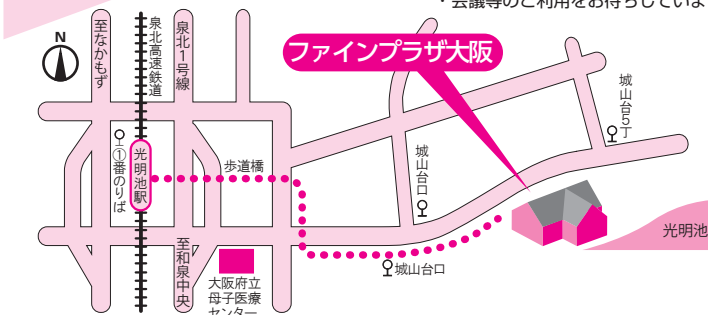 ・会議等のご利用をお待ちしていま
N
至なかもず
泉北高速鉄道
泉北1号線
ファインプラザ大阪
城山台5丁
①番のりば
光明池駅
歩道橋
城山台口
光明池
至和泉中央
城山台口
大阪府立
母子医療
センター